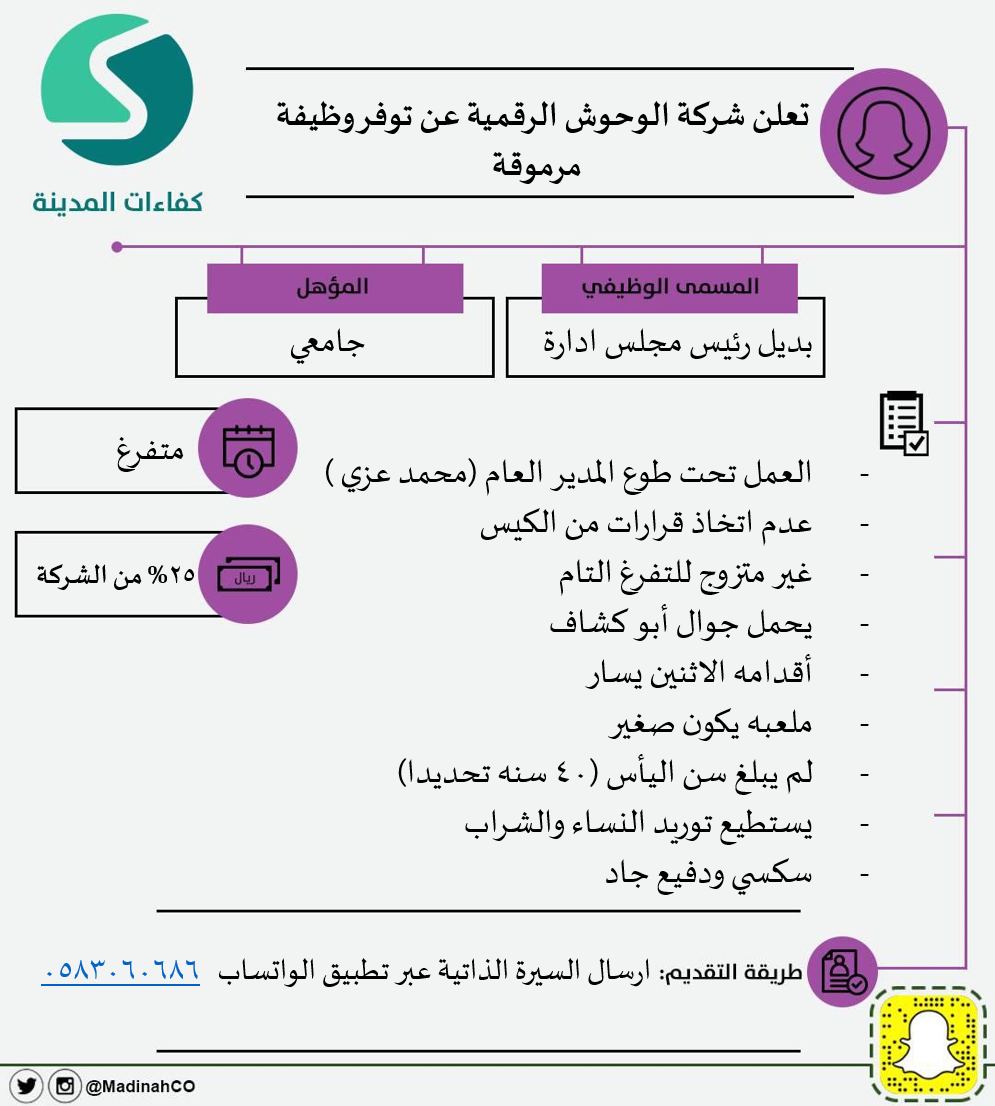 كفاءات المدينة
تعلن شركة الوحوش الرقمية عن توفر وظيفة
مرموقة
المسمى الوظيفي
بديل رئيس مجلس ادارة
المؤهل
جامعي
متفرغ
ريال
٢٥% من الشركة
- العمل تحت طوع المدير العام (محمد عزي )
- عدم اتخاذ قرارات من الكيس
- غير متزوج للتفرغ التام
- يحمل جوال أبو كشاف
- أقدامه الاثنين يسار
- ملعبه يكون صغير
- لم يبلغ سن اليأس (٤٠ سنه تحديدا)
- يستطيع توريد النساء والشراب
- سكسي ودفيع جاد
طريقة التقديم: ارسال السيرة الذاتية عبر تطبيق الواتساب ٠٥٨٣٠٦٠٦٨٦
@MadinahCO